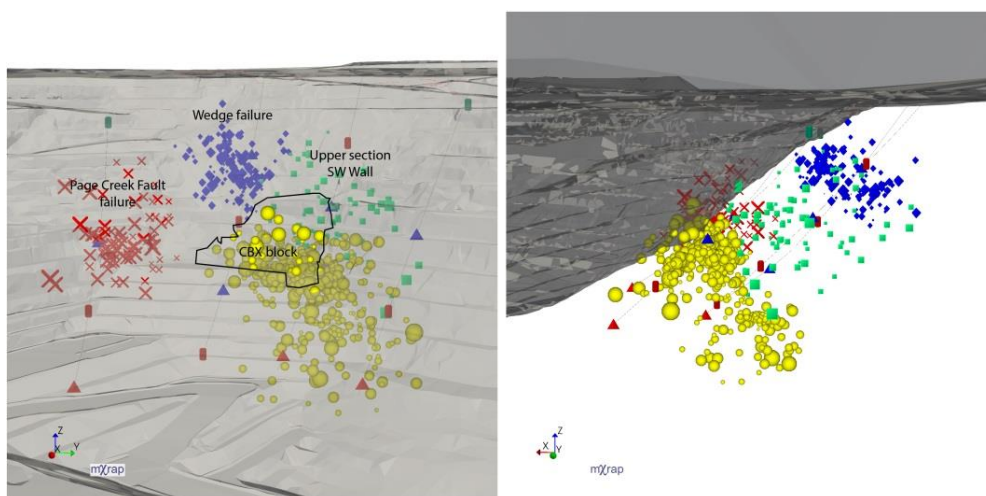 Wedge failure
Upper section
SW Wall
Page Creek Fault
failure
CBX block
Z
X
Y
mXrap
Z
X
Y
mXrap